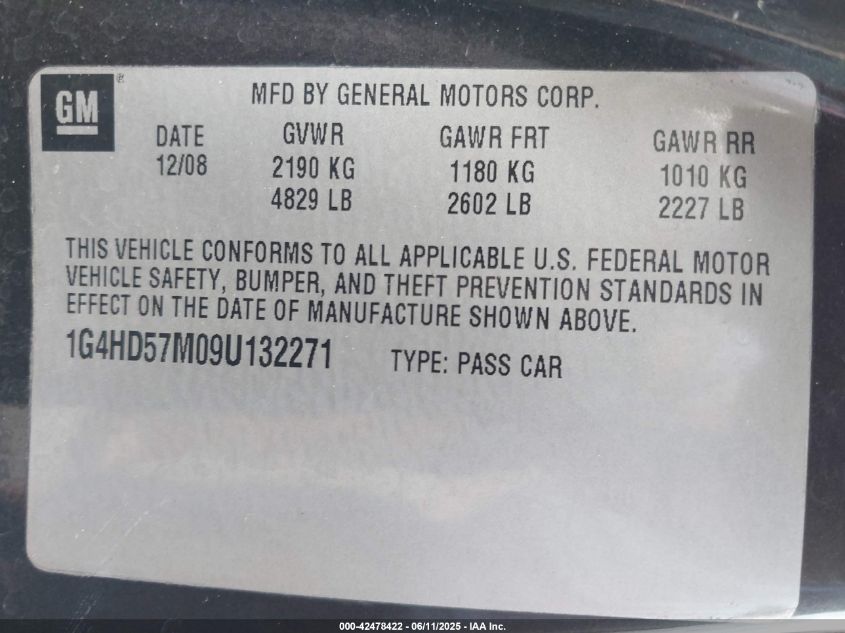 GM®
MFD BY GENERAL MOTORS CORP.
DATE GVWR GAWR FRT GAWR RR
12/08 2190 KG 1180 KG 1010 KG
4829 LB 2602 LB 2227 LB
THIS VEHICLE CONFORMS TO ALL APPLICABLE U.S. FEDERAL MOTOR
VEHICLE SAFETY, BUMPER, AND THEFT PREVENTION STANDARDS IN
EFFECT ON THE DATE OF MANUFACTURE SHOWN ABOVE.
1G4HD57M09U132271 TYPE: PASS CAR
000-42478422 - 06/11/2025 - IAA Inc.